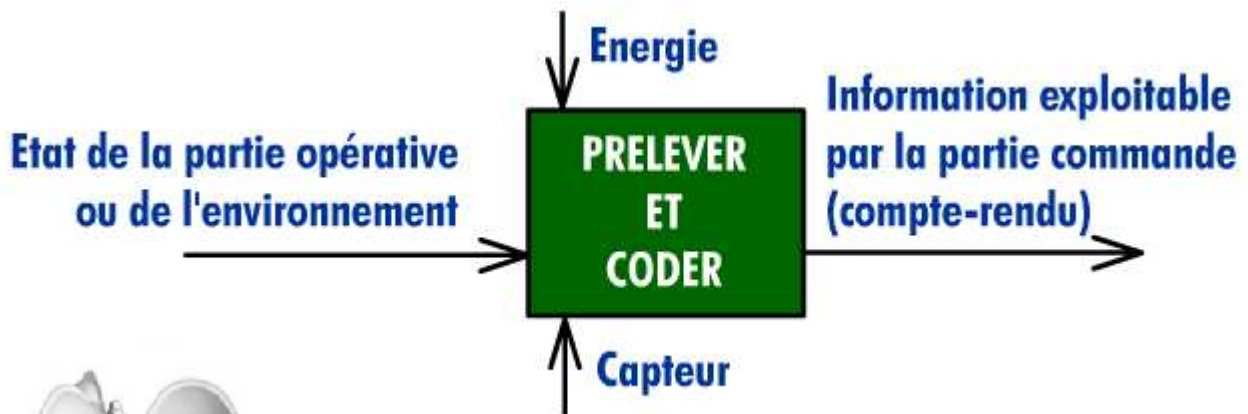 Energie
Etat de la partie opérative
ou de l'environnement
PRELEVER
ET
CODER
Information exploitable
par la partie commande
(compte-rendu)
Capteur